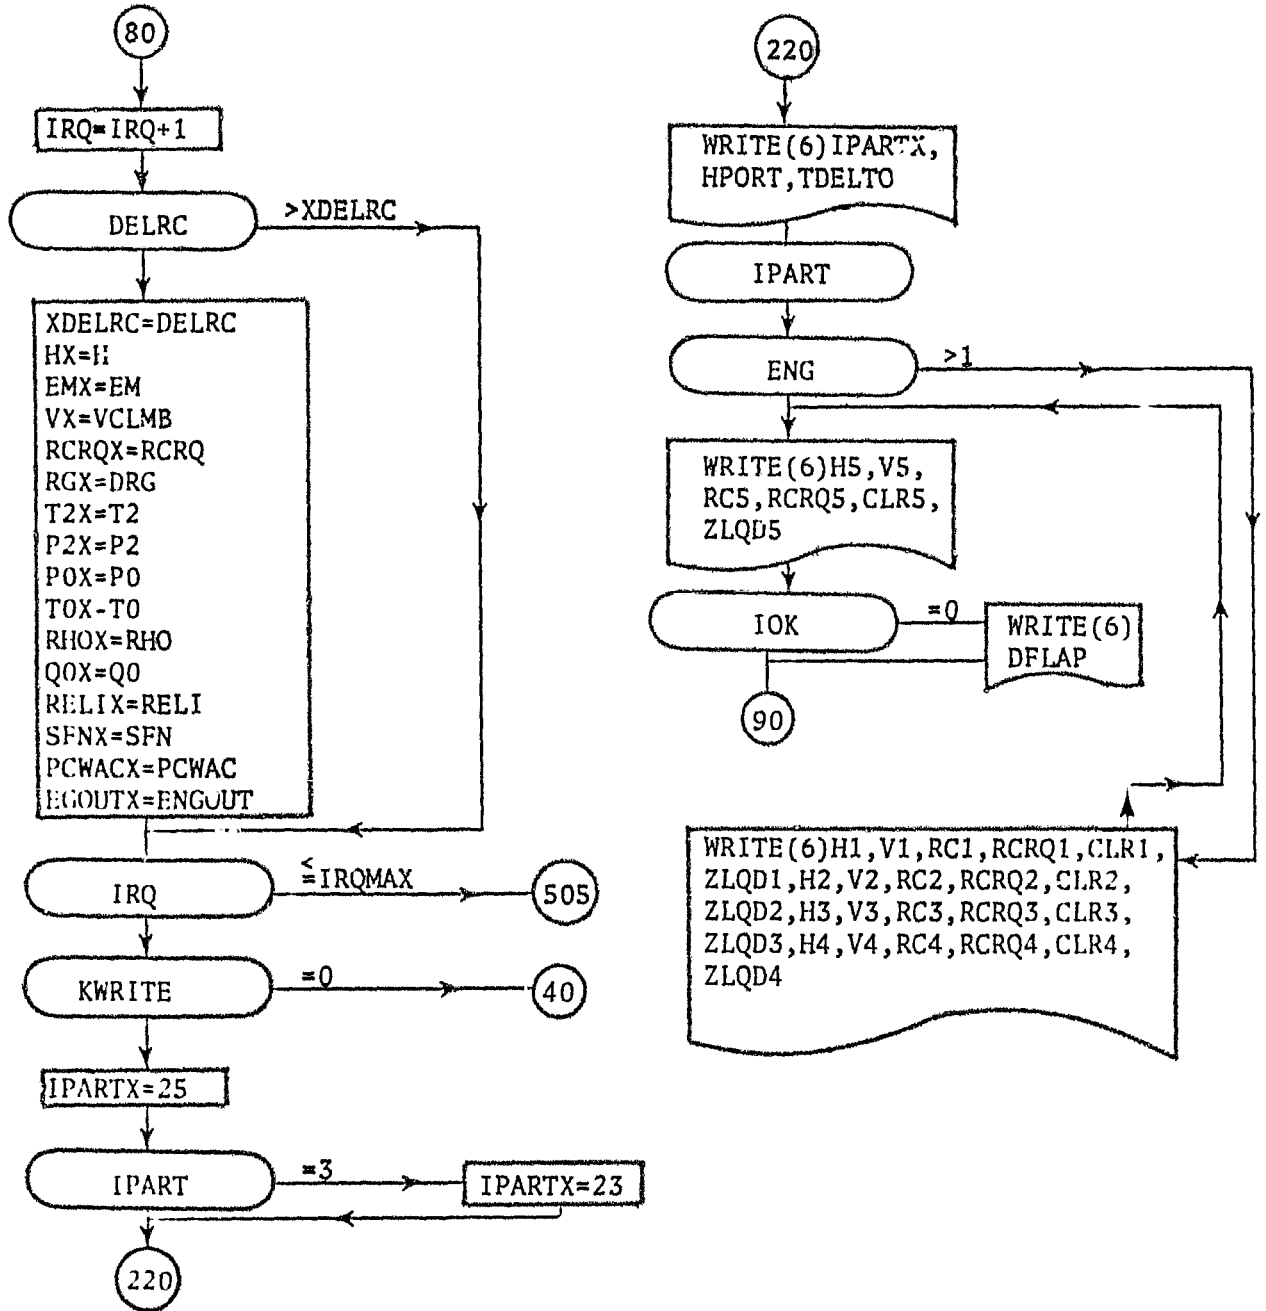 80
IRQ=IRQ+1
DELRC
>XDELRC
XDELRC=DELRC
HX=H
EMX=EM
VX=VCLMB
RCRQX=RCRQ
RGX=DRG
T2X=T2
P2X=P2
P0X=P0
T0X-T0
RHOX=RHO
Q0X=Q0
RELIX=RELI
SFNX=SFN
PCWACX=PCWAC
EGOUTX=ENGOUT
IRQ
≤
=IRQMAX
505
KWRITE
=0
40
IPARTX=25
IPART
=3
IPARTX=23
220
220
WRITE(6)IPARTX,
HPORT,TDELTO
IPART
ENG
>1
WRITE(6)H5,V5,
RC5,RCRQ5,CLR5,
ZLQD5
IOK
=0
WRITE(6)
DFLAP
90
WRITE(6)H1,V1,RC1,RCRQ1,CLR1,
ZLQD1,H2,V2,RC2,RCRQ2,CLR2,
ZLQD2,H3,V3,RC3,RCRQ3,CLR3,
ZLQD3,H4,V4,RC4,RCRQ4,CLR4,
ZLQD4